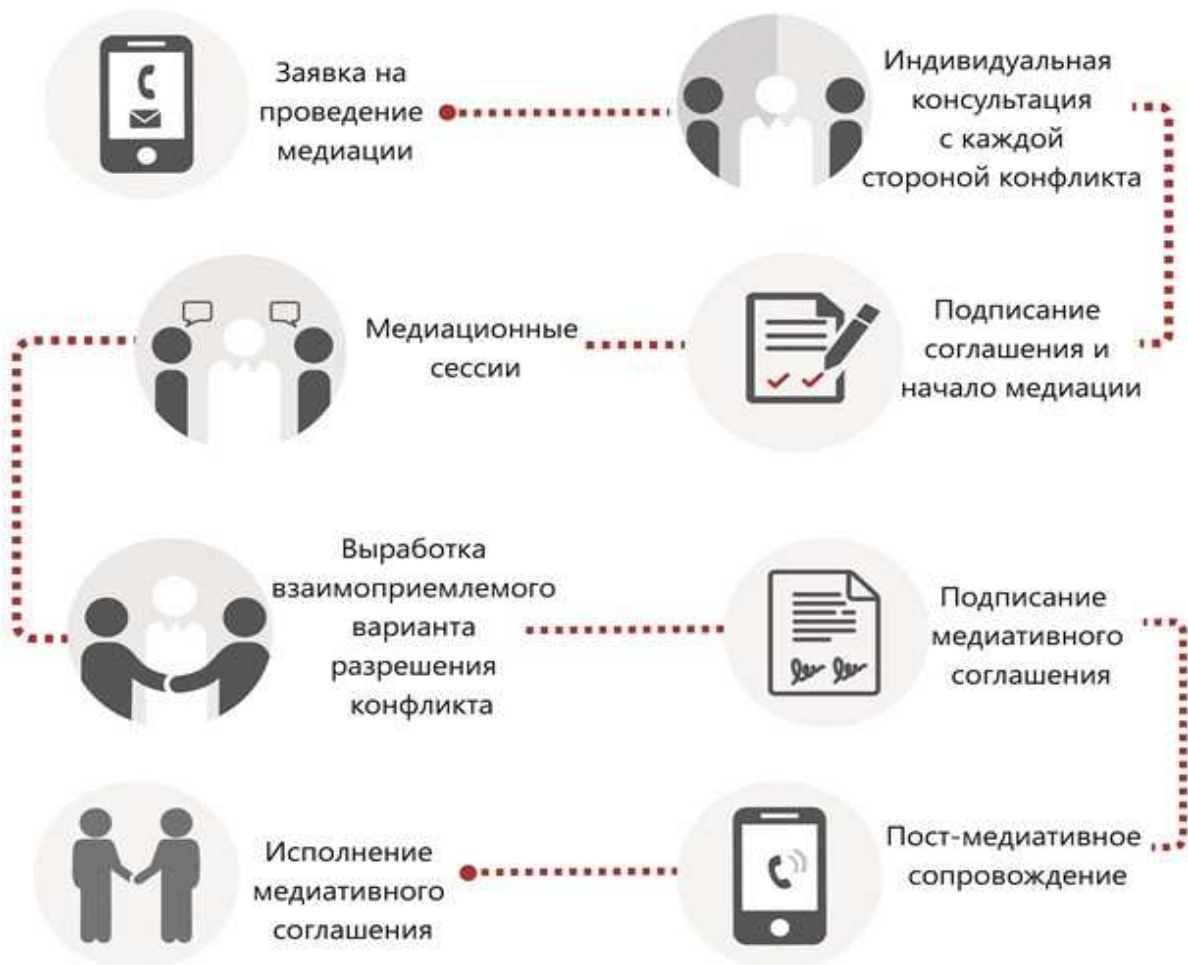 Заявка на
проведение
медиации
Индивидуальная
консультация
с каждой
стороной конфликта
Подписание
соглашения и
начало медиации
Медиационные
сессии
Выработка
взаимоприемлемого
варианта
разрешения
конфликта
Подписание
медиативного
соглашения
Пост-медиативное
сопровождение
Исполнение
медиативного
соглашения